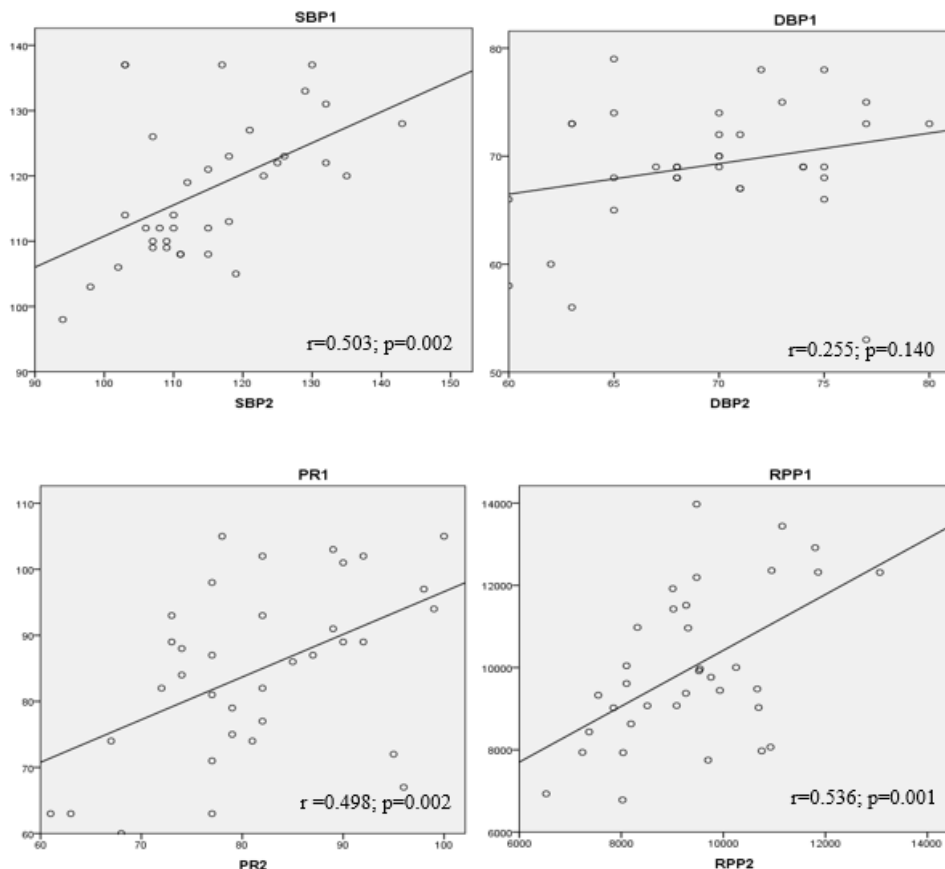 SBP1
140
130
120
110
100
90
90 100 110 120 130 140 150
SBP2
r=0.503; p=0.002
DBP1
80
70
60
50
60 65 70 75 80
DBP2
r=0.255; p=0.140
PR1
110
100
90
80
70
60
60 70 80 90 100
PR2
r =0.498; p=0.002
RPP1
14000
12000
10000
8000
6000
6000 8000 10000 12000 14000
RPP2
r=0.536; p=0.001